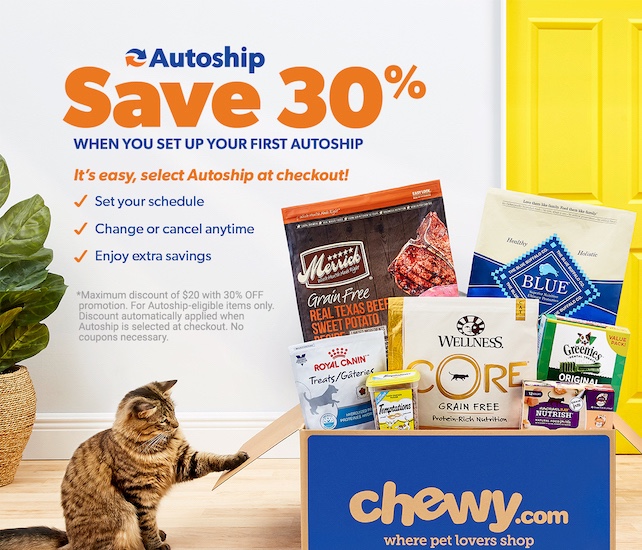 Autoship
Save 30%
WHEN YOU SET UP YOUR FIRST AUTOSHIP
It's easy, select Autoship at checkout!
Set your schedule
Change or cancel anytime
Enjoy extra savings
*Maximum discount of $20 with 30% OFF
promotion. For Autoship-eligible items only.
Discount automatically applied when
Autoship is selected at checkout. No
coupons necessary.
Merrick
Grain Free
REAL TEXAS BEEF
SWEET POTATO
Healthy
Holistic
BLUE
WELLNESS
CORE
GRAIN FREE
Protein-Rich Nutrition
VALUE
PACK
Greenies
ORIGINAL
ROYAL CANIN
Treats/Gâteries
Temptations
NUTRISH
chewy.com
where pet lovers shop